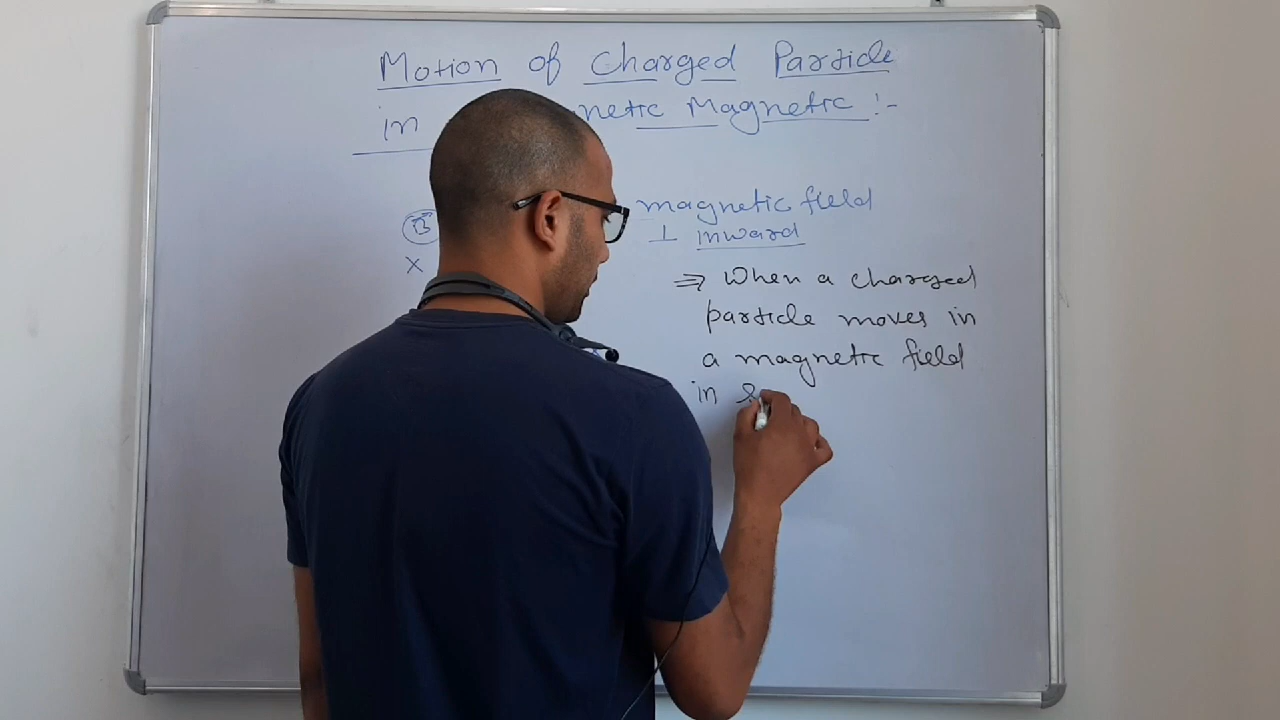 Motion of Charged Particle
in netic Magnetic :-
B magnetic field
⊥ inward
x ⇒ When a charged
particle moves in
a magnetic field
in